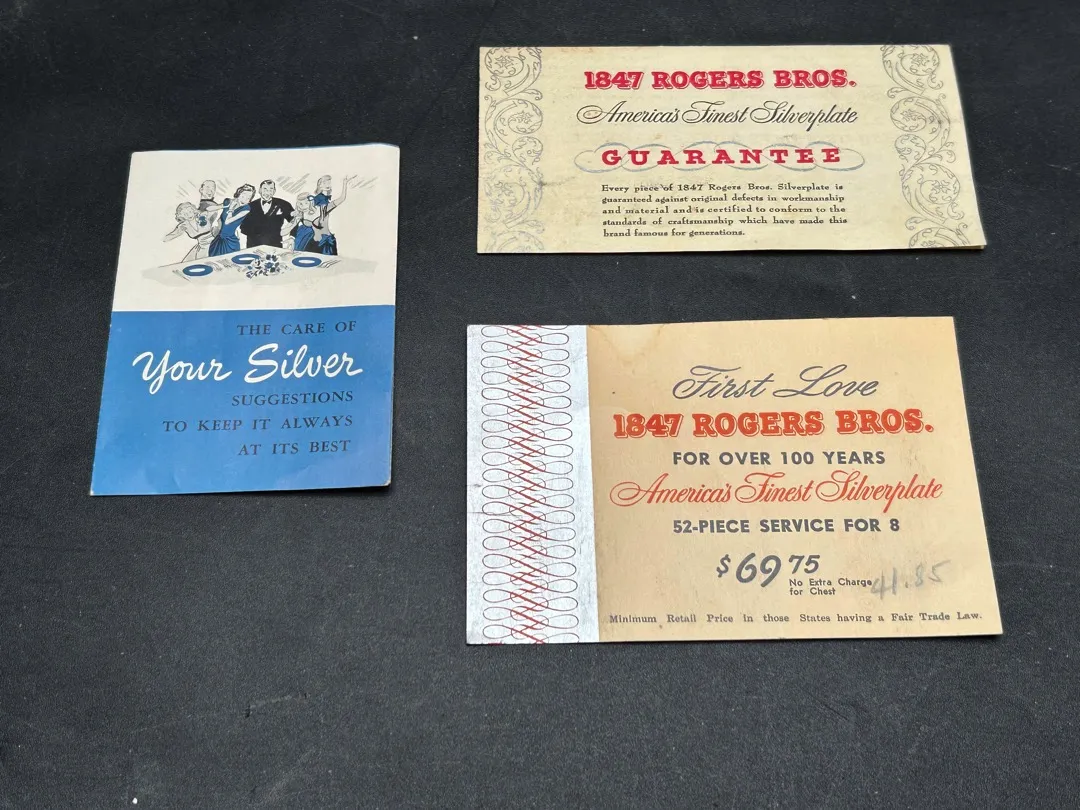 THE CARE OF
Your Silver
SUGGESTIONS
TO KEEP IT ALWAYS
AT ITS BEST
1847 ROGERS BROS.
America's Finest Silverplate
GUARANTEE
Every piece of 1847 Rogers Bros. Silverplate is
guaranteed against original defects in workmanship
and material and is certified to conform to the
standards of craftsmanship which have made this
brand famous for generations.
First Love
1847 ROGERS BROS.
FOR OVER 100 YEARS
America's Finest Silverplate
52-PIECE SERVICE FOR 8
$69 75
No Extra Charge
for Chest
41.85
Minimum Retail Price in those States having a Fair Trade Law.